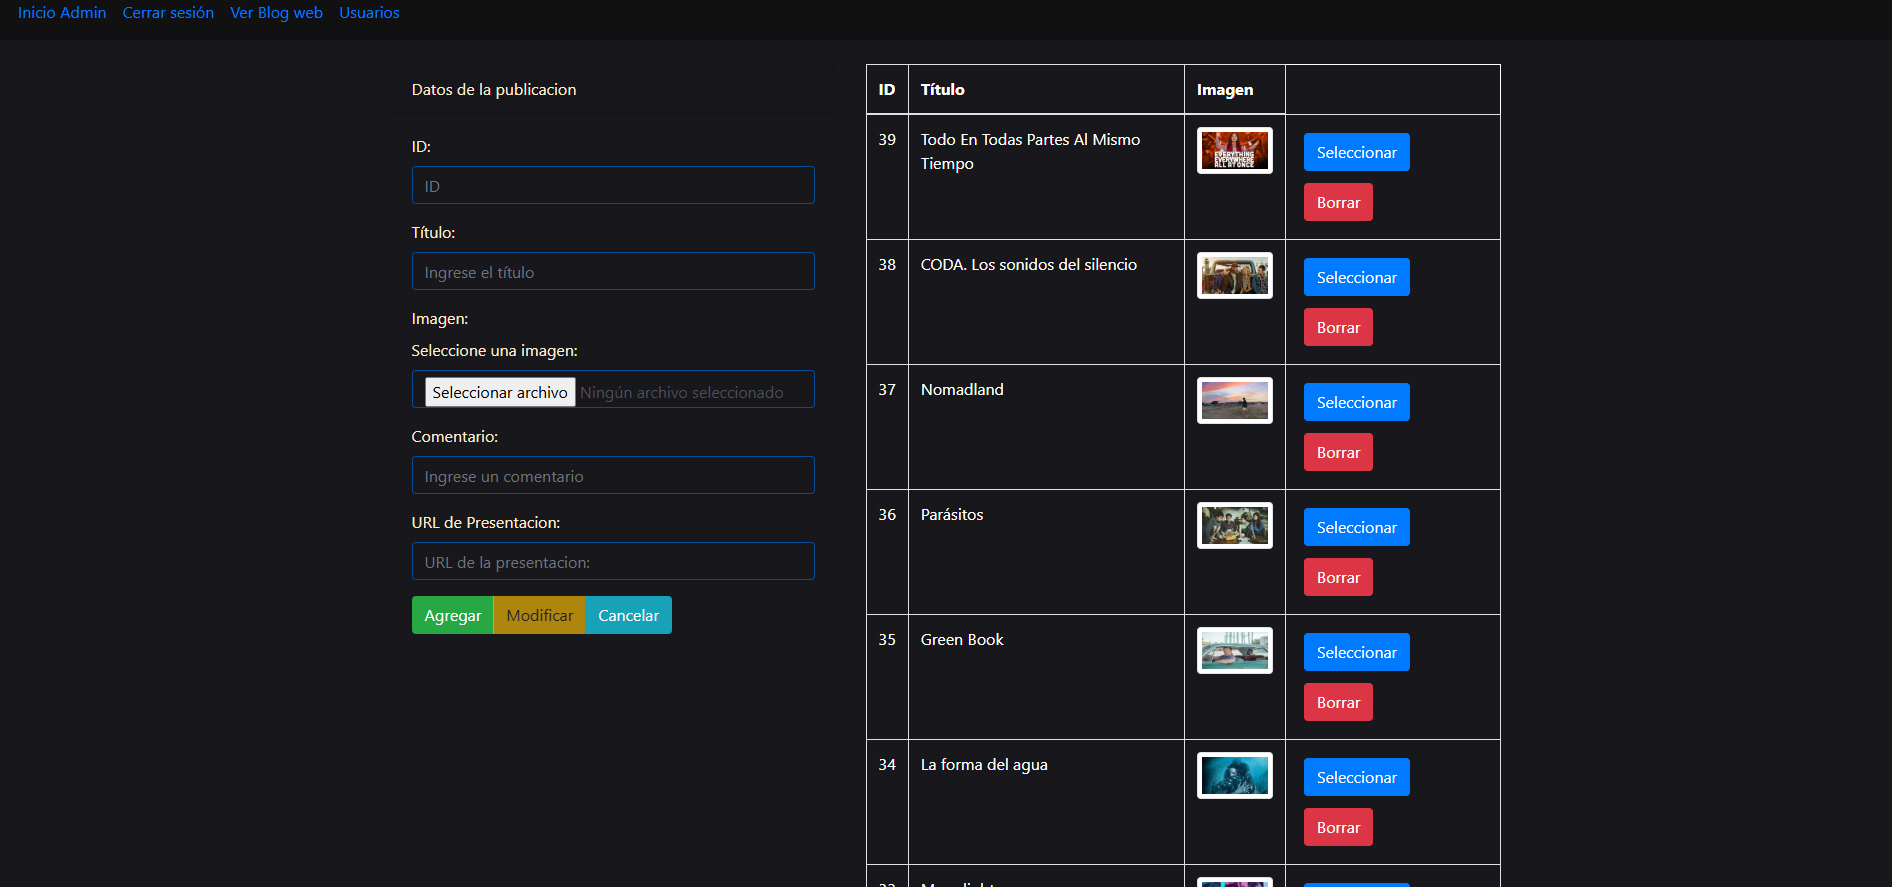 Inicio Admin Cerrar sesión Ver Blog web Usuarios
Datos de la publicacion
ID:
ID
Título:
Ingrese el título
Imagen:
Seleccione una imagen:
Seleccionar archivo Ningún archivo seleccionado
Comentario:
Ingrese un comentario
URL de Presentacion:
URL de la presentacion:
Agregar Modificar Cancelar
ID Título Imagen
39 Todo En Todas Partes Al Mismo
Tiempo
EVERYTHING
EVERYWHERE
ALL AT ONCE
Seleccionar
Borrar
38 CODA. Los sonidos del silencio
Seleccionar
Borrar
37 Nomadland
Seleccionar
Borrar
36 Parásitos
Seleccionar
Borrar
35 Green Book
Seleccionar
Borrar
34 La forma del agua
Seleccionar
Borrar